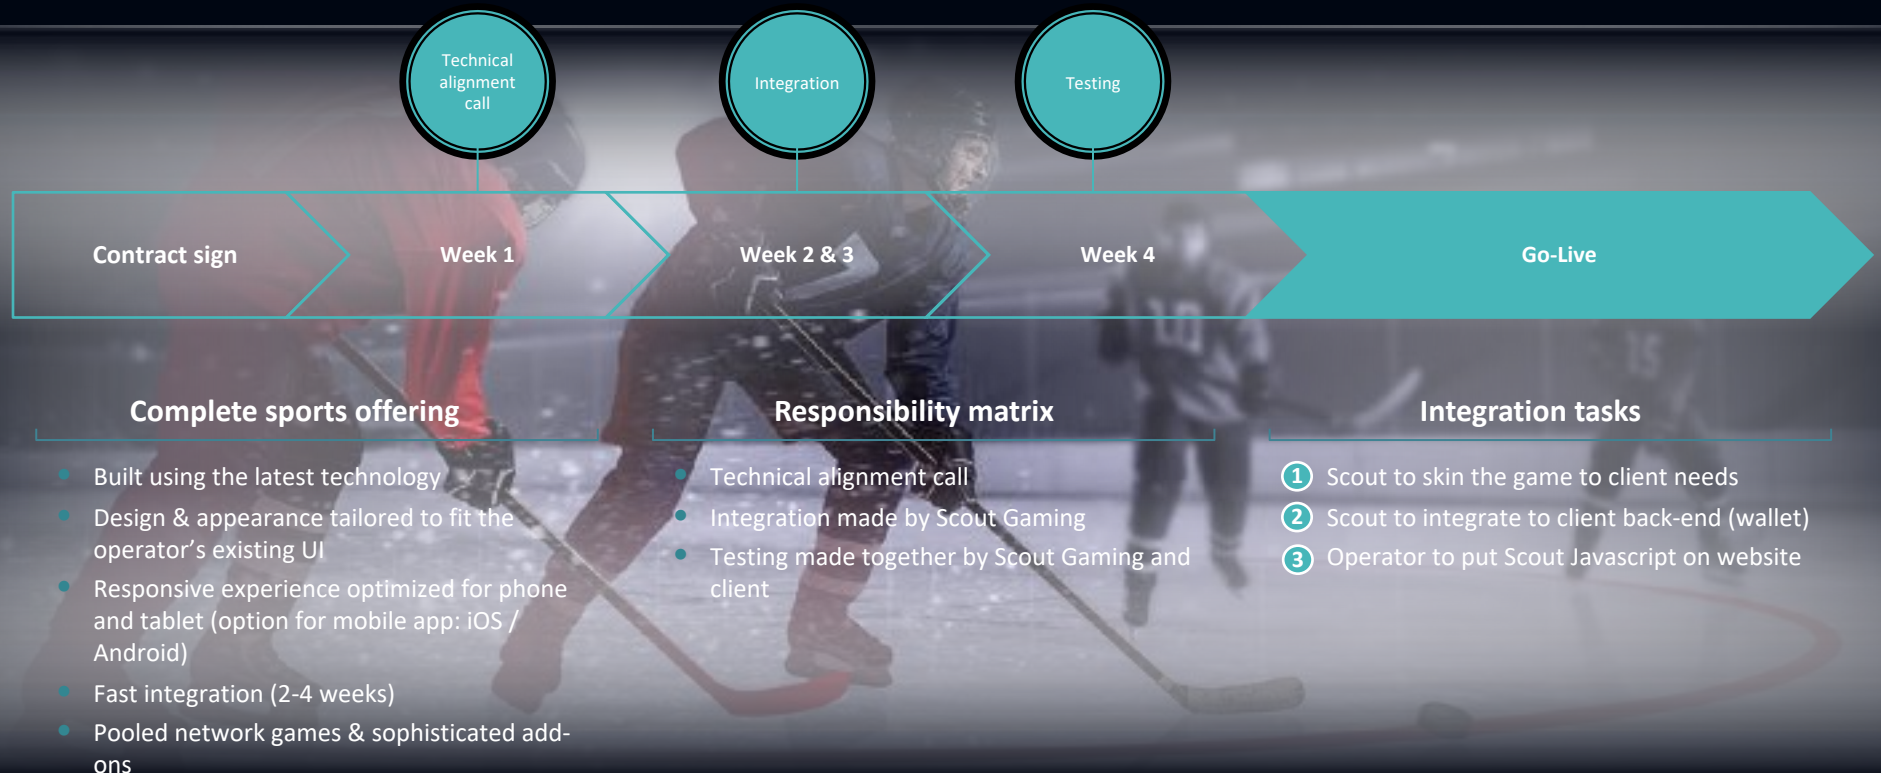 Technical
alignment
call
Integration
Testing
Contract sign
Week 1
Week 2 & 3
Week 4
Go-Live
Complete sports offering
Built using the latest technology
Design & appearance tailored to fit the
operator’s existing UI
Responsive experience optimized for phone
and tablet (option for mobile app: iOS /
Android)
Fast integration (2-4 weeks)
Pooled network games & sophisticated add-
ons
Responsibility matrix
Technical alignment call
Integration made by Scout Gaming
Testing made together by Scout Gaming and
client
Integration tasks
1 Scout to skin the game to client needs
2 Scout to integrate to client back-end (wallet)
3 Operator to put Scout Javascript on website